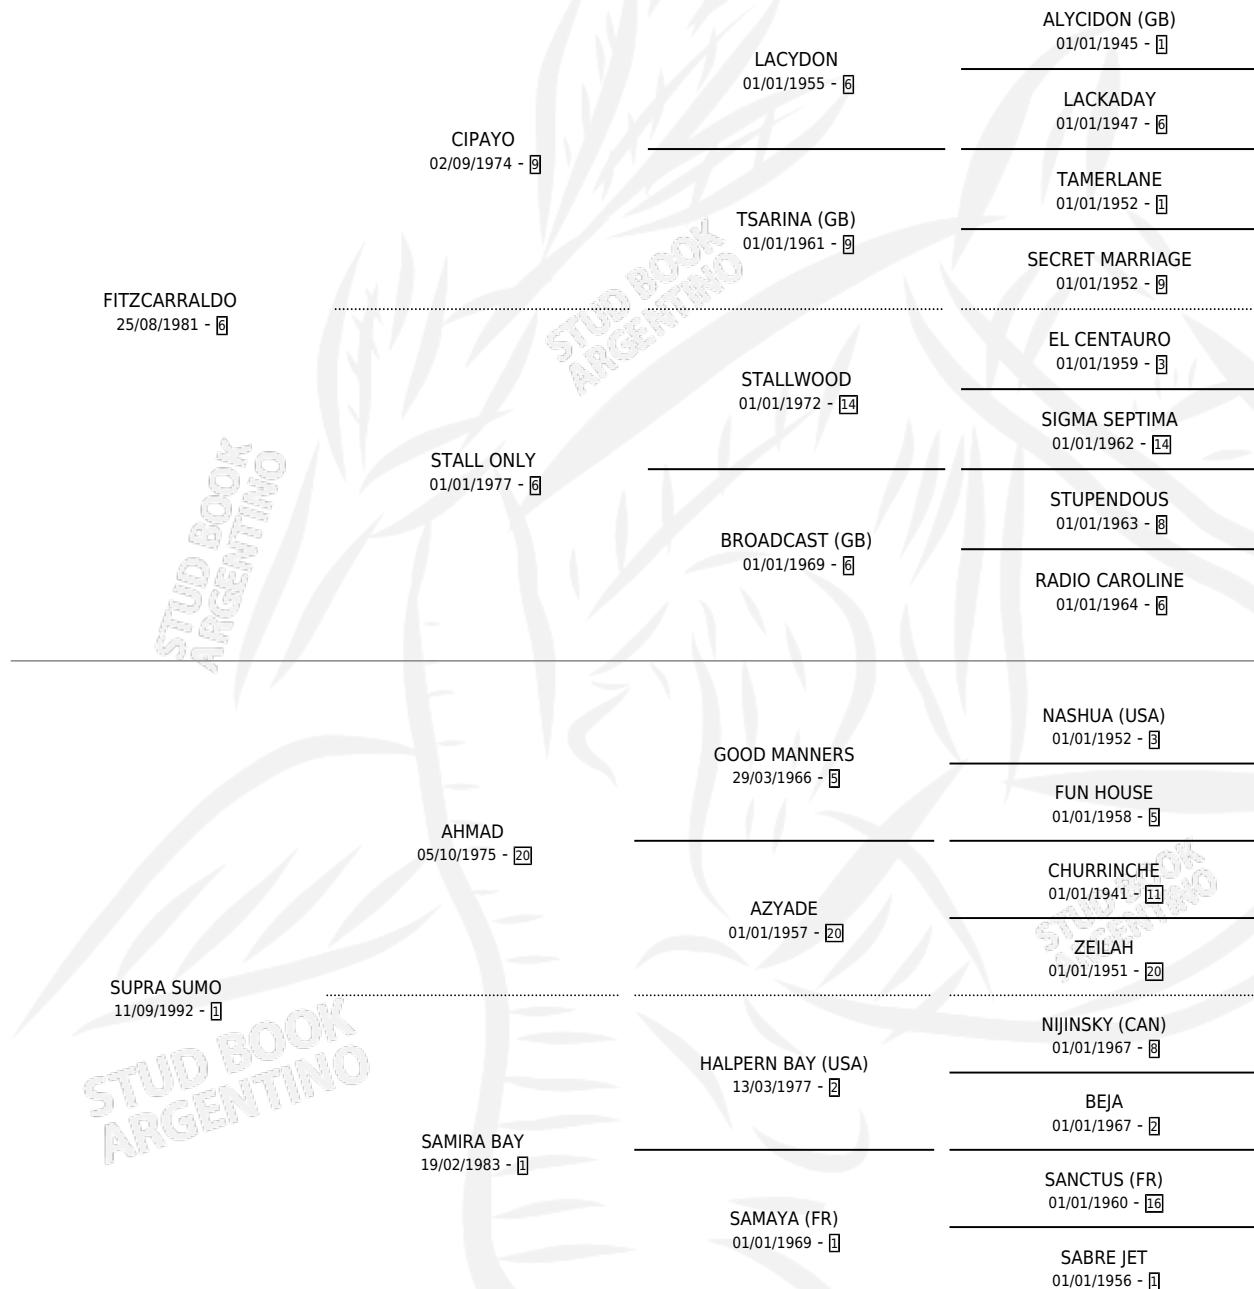 ALYCIDON (GB)
01/01/1945 - 1
LACYDON
01/01/1955 - 6
LACKADAY
01/01/1947 - 6
CIPAYO
02/09/1974 - 9
TAMERLANE
01/01/1952 - 1
TSARINA (GB)
01/01/1961 - 9
SECRET MARRIAGE
01/01/1952 - 9
FITZCARRALDO
25/08/1981 - 6
EL CENTAURO
01/01/1959 - 3
STALLWOOD
01/01/1972 - 14
SIGMA SEPTIMA
01/01/1962 - 14
STALL ONLY
01/01/1977 - 6
STUPENDOUS
01/01/1963 - 8
BROADCAST (GB)
01/01/1969 - 6
RADIO CAROLINE
01/01/1964 - 6
NASHUA (USA)
01/01/1952 - 3
GOOD MANNERS
29/03/1966 - 5
FUN HOUSE
01/01/1958 - 5
AHMAD
05/10/1975 - 20
CHURRINCHE
01/01/1941 - 11
AZYADE
01/01/1957 - 20
ZEILAH
01/01/1951 - 20
SUPRA SUMO
11/09/1992 - 1
NIJINSKY (CAN)
01/01/1967 - 8
HALPERN BAY (USA)
13/03/1977 - 2
BEJA
01/01/1967 - 2
SAMIRA BAY
19/02/1983 - 1
SANCTUS (FR)
01/01/1960 - 16
SAMAYA (FR)
01/01/1969 - 1
SABRE JET
01/01/1956 - 1
STUD BOOK
ARGENTINO
STUD BOOK
ARGENTINO
STUD BOOK
ARGENTINO
STUD BOOK
ARGENTINO